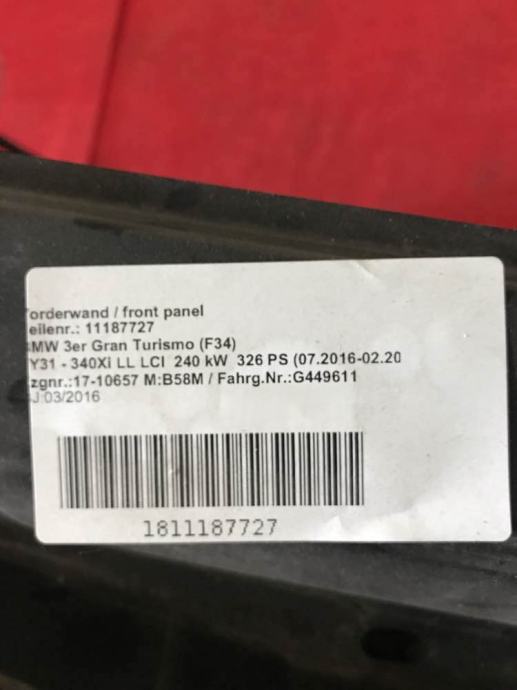 orderwand / front panel
eilenr.: 11187727
MW 3er Gran Turismo (F34)
Y31 - 340Xi LL LCI 240 kW 326 PS (07.2016-02.20
zgnr.:17-10657 M:B58M / Fahrg.Nr.:G449611
J:03/2016
1811187727